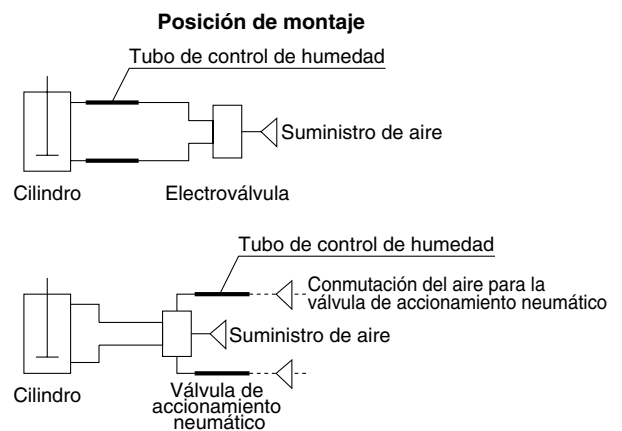 Posición de montaje
Tubo de control de humedad
Suministro de aire
Cilindro
Electroválvula
Tubo de control de humedad
Conmutación del aire para la
válvula de accionamiento neumático
Suministro de aire
Cilindro
Válvula de
accionamiento
neumático